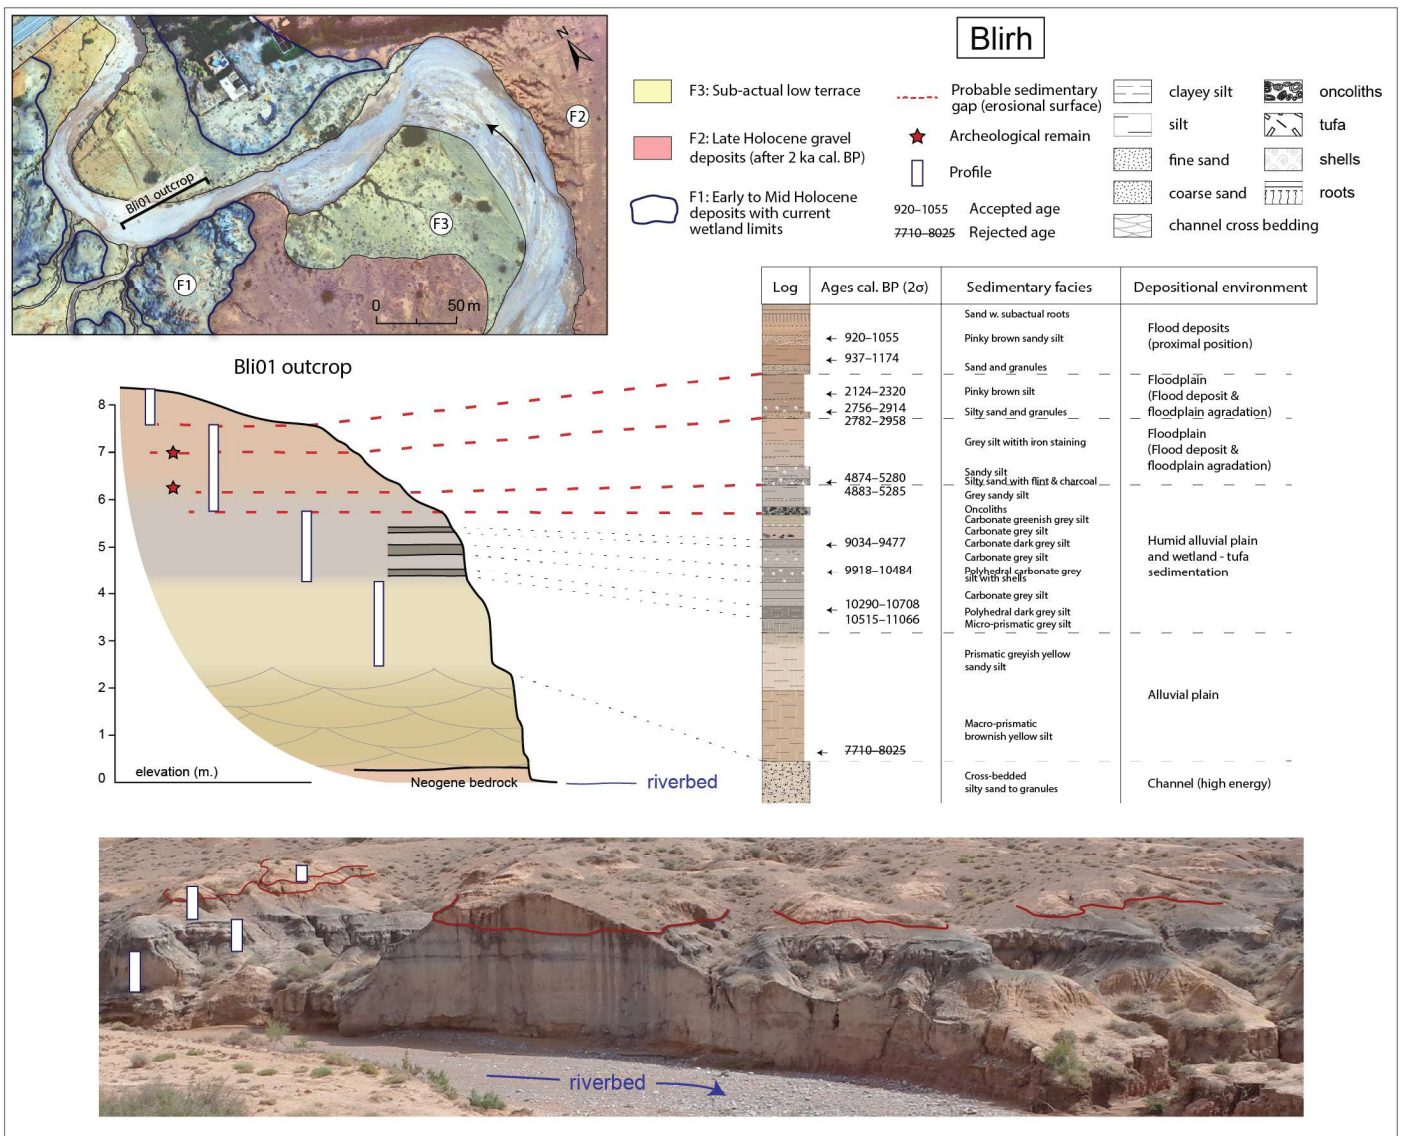 Blirh
N
F2
Bli01 outcrop
F3
F1
0 50 m
F3: Sub-actual low terrace
F2: Late Holocene gravel
deposits (after 2 ka cal. BP)
F1: Early to Mid Holocene
deposits with current
wetland limits
Probable sedimentary
gap (erosional surface)
Archeological remain
Profile
920–1055 Accepted age
7710–8025 Rejected age
clayey silt
silt
fine sand
coarse sand
channel cross bedding
oncoliths
tufa
shells
roots
Bli01 outcrop
8
7
6
5
4
3
2
1
0
elevation (m.)
Neogene bedrock
riverbed
Log
Ages cal. BP (2σ)
Sedimentary facies
Depositional environment
920–1055
937–1174
2124–2320
2756–2914
2782–2958
4874–5280
4883–5285
9034–9477
9918–10484
10290–10708
10515–11066
7710–8025
Sand w. subactual roots
Pinky brown sandy silt
Sand and granules
Pinky brown silt
Silty sand and granules
Grey silt witith iron staining
Sandy silt
Silty sand with flint & charcoal
Grey sandy silt
Oncoliths
Carbonate greenish grey silt
Carbonate grey silt
Carbonate dark grey silt
Carbonate grey silt
Polyhedral carbonate grey
silt with shells
Carbonate grey silt
Polyhedral dark grey silt
Micro-prismatic grey silt
Prismatic greyish yellow
sandy silt
Macro-prismatic
brownish yellow silt
Cross-bedded
silty sand to granules
Flood deposits
(proximal position)
Floodplain
(Flood deposit &
floodplain agradation)
Floodplain
(Flood deposit &
floodplain agradation)
Humid alluvial plain
and wetland - tufa
sedimentation
Alluvial plain
Channel (high energy)
riverbed